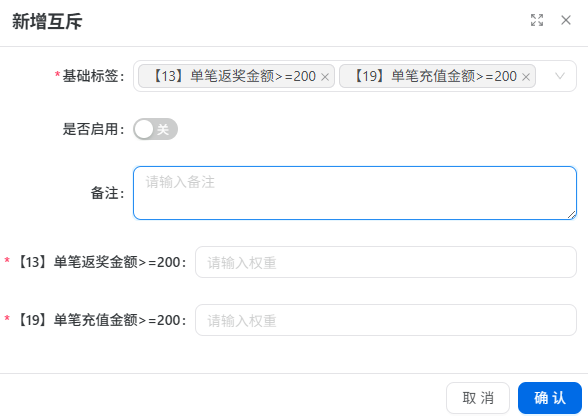 新增互斥
*基础标签： 【13】单笔返奖金额>=200 × 【19】单笔充值金额>=200 ×
是否启用： 关
备注： 请输入备注
*【13】单笔返奖金额>=200： 请输入权重
*【19】单笔充值金额>=200： 请输入权重
取 消 确 认